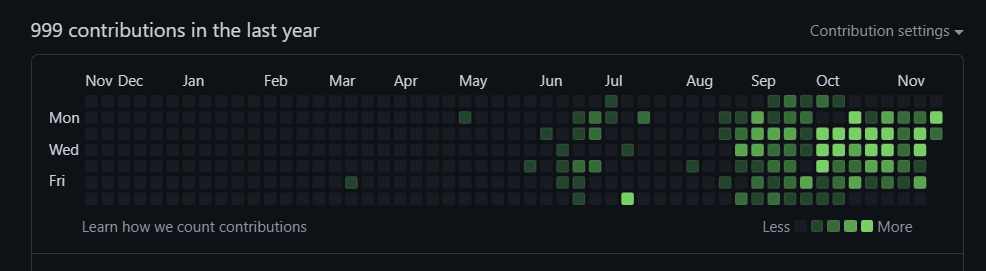 999 contributions in the last year
Contribution settings
Nov Dec Jan Feb Mar Apr May Jun Jul Aug Sep Oct Nov
Mon
Wed
Fri
Learn how we count contributions
Less More